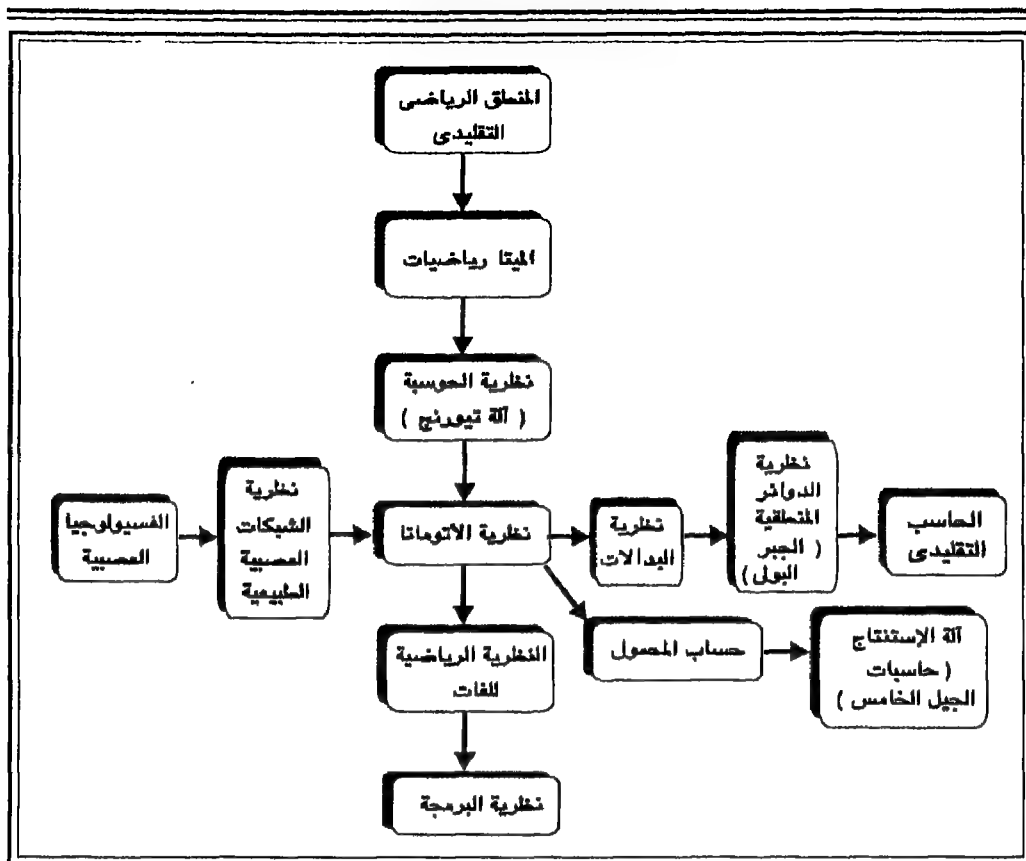 المنطق الرياضى
التقليدى
الميتا رياضيات
نظرية الحوسبة
( آلة تيورنج )
الفسيولوجيا
العصبية
نظرية
الشبكات
العصبية
الطبيعية
نظرية الاتوماتا
نظرية
البدالات
نظرية
الدوائر
المنطقية
( الجبر
البولى )
الحاسب
التقليدى
حساب المحمول
آلة الإستنتاج
( حاسبات
الجيل الخامس )
النظرية الرياضية
للغات
نظرية البرمجة